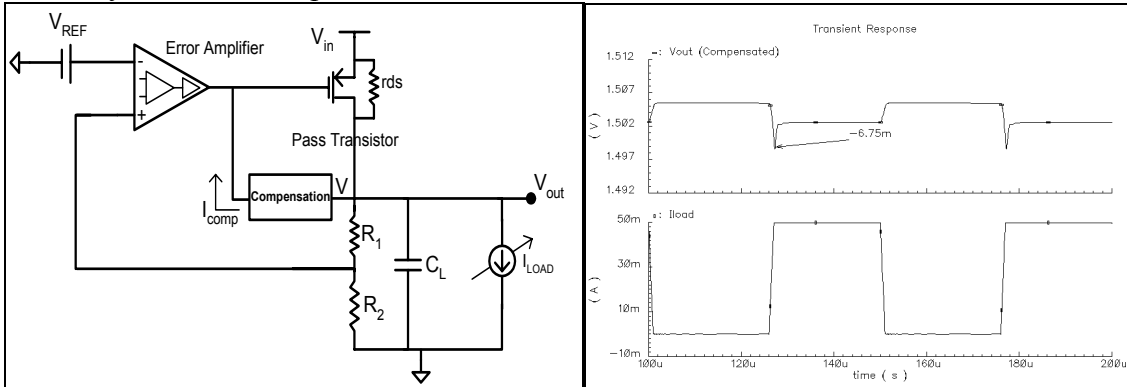 V_REF
Error Amplifier
V_in
-
+
rds
Pass Transistor
Compensation
V
V_out
I_comp
R_1
C_L
I_LOAD
R_2
Transient Response
-: Vout (Compensated)
1.512
1.507
1.502
1.497
1.492
( V )
-6.75m
▫: Iload
50m
30m
10m
-10m
( A )
100u
120u
140u
160u
180u
200u
time ( s )